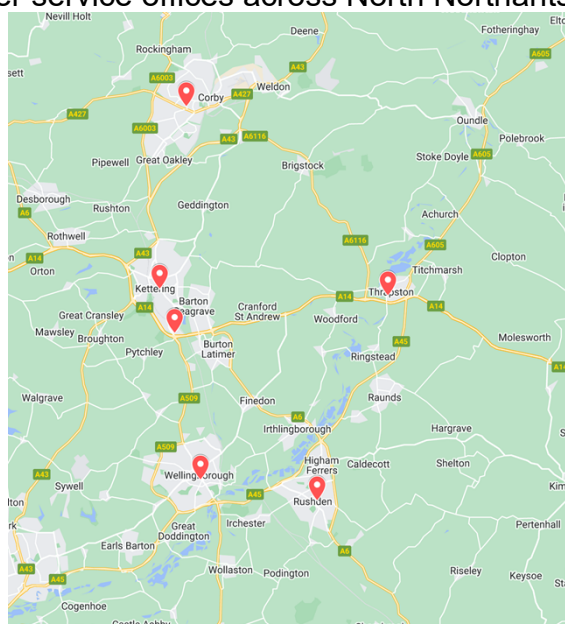 er service offices across North Northants
Nevill Holt
Deene
Fotheringhay
Rockingham
A605
A43
A6003
Weldon
Corby
A427
A427
Oundle
A6003
A43
A6116
Polebrook
Pipewell
Great Oakley
Brigstock
Stoke Doyle
A605
Desborough
A6
Rushton
Geddington
Achurch
Rothwell
A6116
A605
A43
A14
Clopton
Orton
Titchmarsh
Kettering
Thrapston
A14
A14
Barton
Seagrave
A14
Cranford
St Andrew
Great Cransley
Woodford
Mawsley
Broughton
Molesworth
Burton
Latimer
A45
Pytchley
Ringstead
Walgrave
A509
Finedon
Raunds
A6
Irthlingborough
Hargrave
A509
Higham
Ferrers
Caldecott
Shelton
Wellingborough
A43
Sywell
A45
Rushden
Great
Doddington
Irchester
Pertenhall
Earls Barton
A6
A43
A45
Wollaston
Podington
Riseley
Keysoe
Cogenhoe